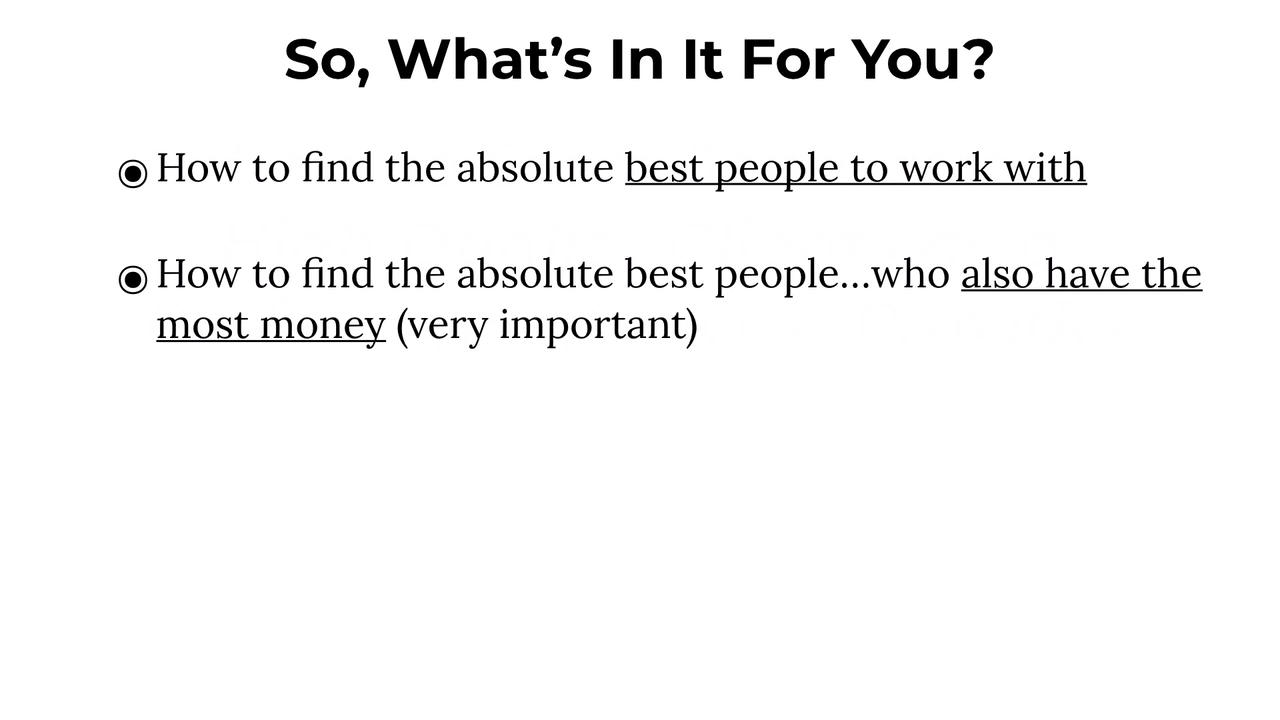 So, What’s In It For You?
◉ How to find the absolute best people to work with
◉ How to find the absolute best people...who also have the
most money (very important)